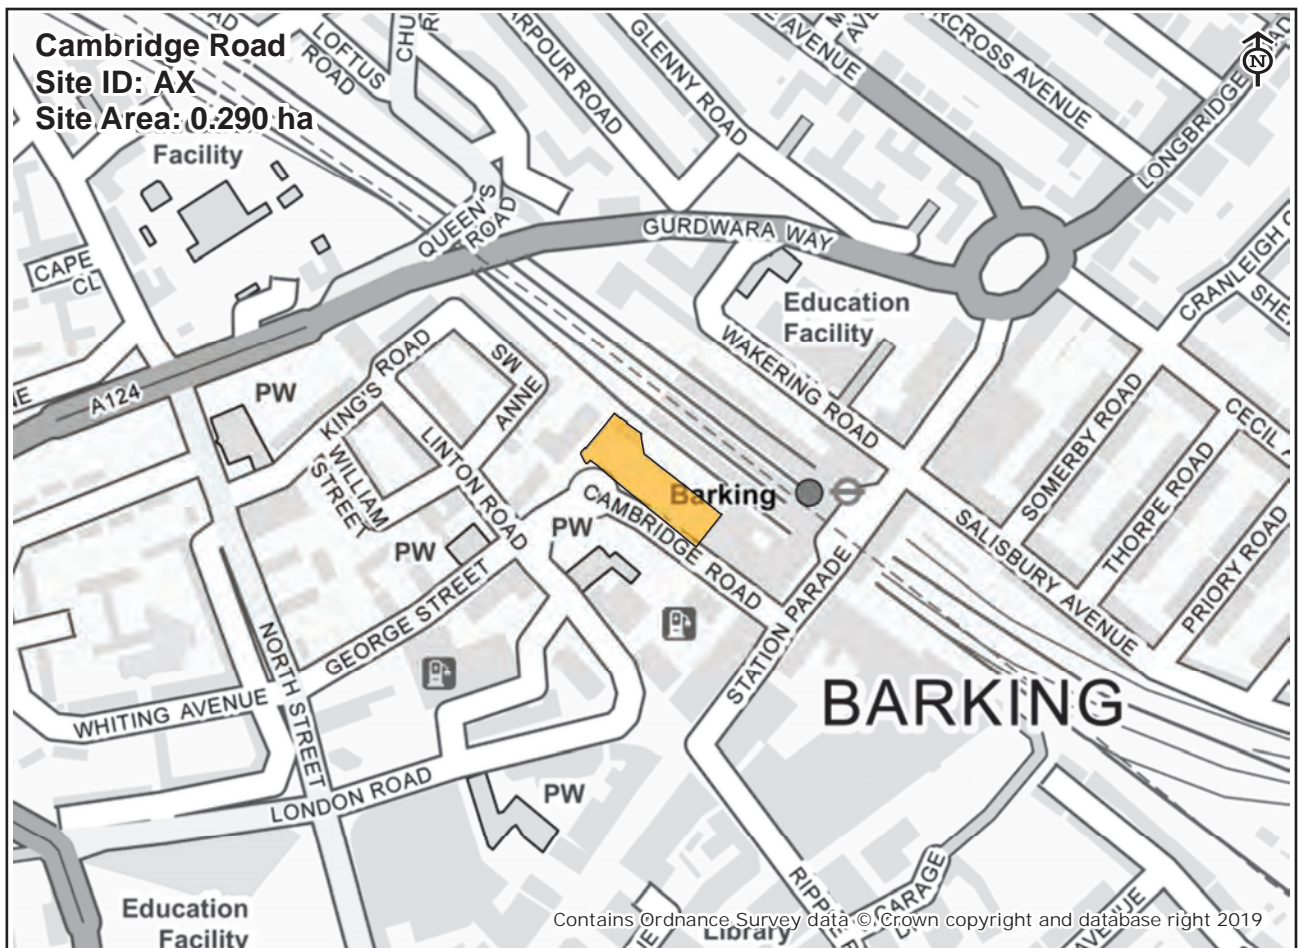 Cambridge Road
Site ID: AX
Site Area: 0.290 ha
Facility
LOFTUS
ROAD
GLENNY ROAD
AVENUE
LONGBRIDGE
N
QUEEN'S
ROAD
GURDWARA WAY
CAPE
CL
CRANLEIGH
Education
Facility
A124
PW
KING'S ROAD
ANNE
WAKERING ROAD
WILLIAM
STREET
LINTON ROAD
SOMERBY ROAD
THORPE ROAD
PRIORY ROAD
CECIL
Barking
CAMBRIDGE ROAD
PW
PW
SALISBURY AVENUE
GEORGE STREET
STATION PARADE
NORTH STREET
WHITING AVENUE
BARKING
LONDON ROAD
PW
Education
Facility
Library
AVENUE
Contains Ordnance Survey data © Crown copyright and database right 2019